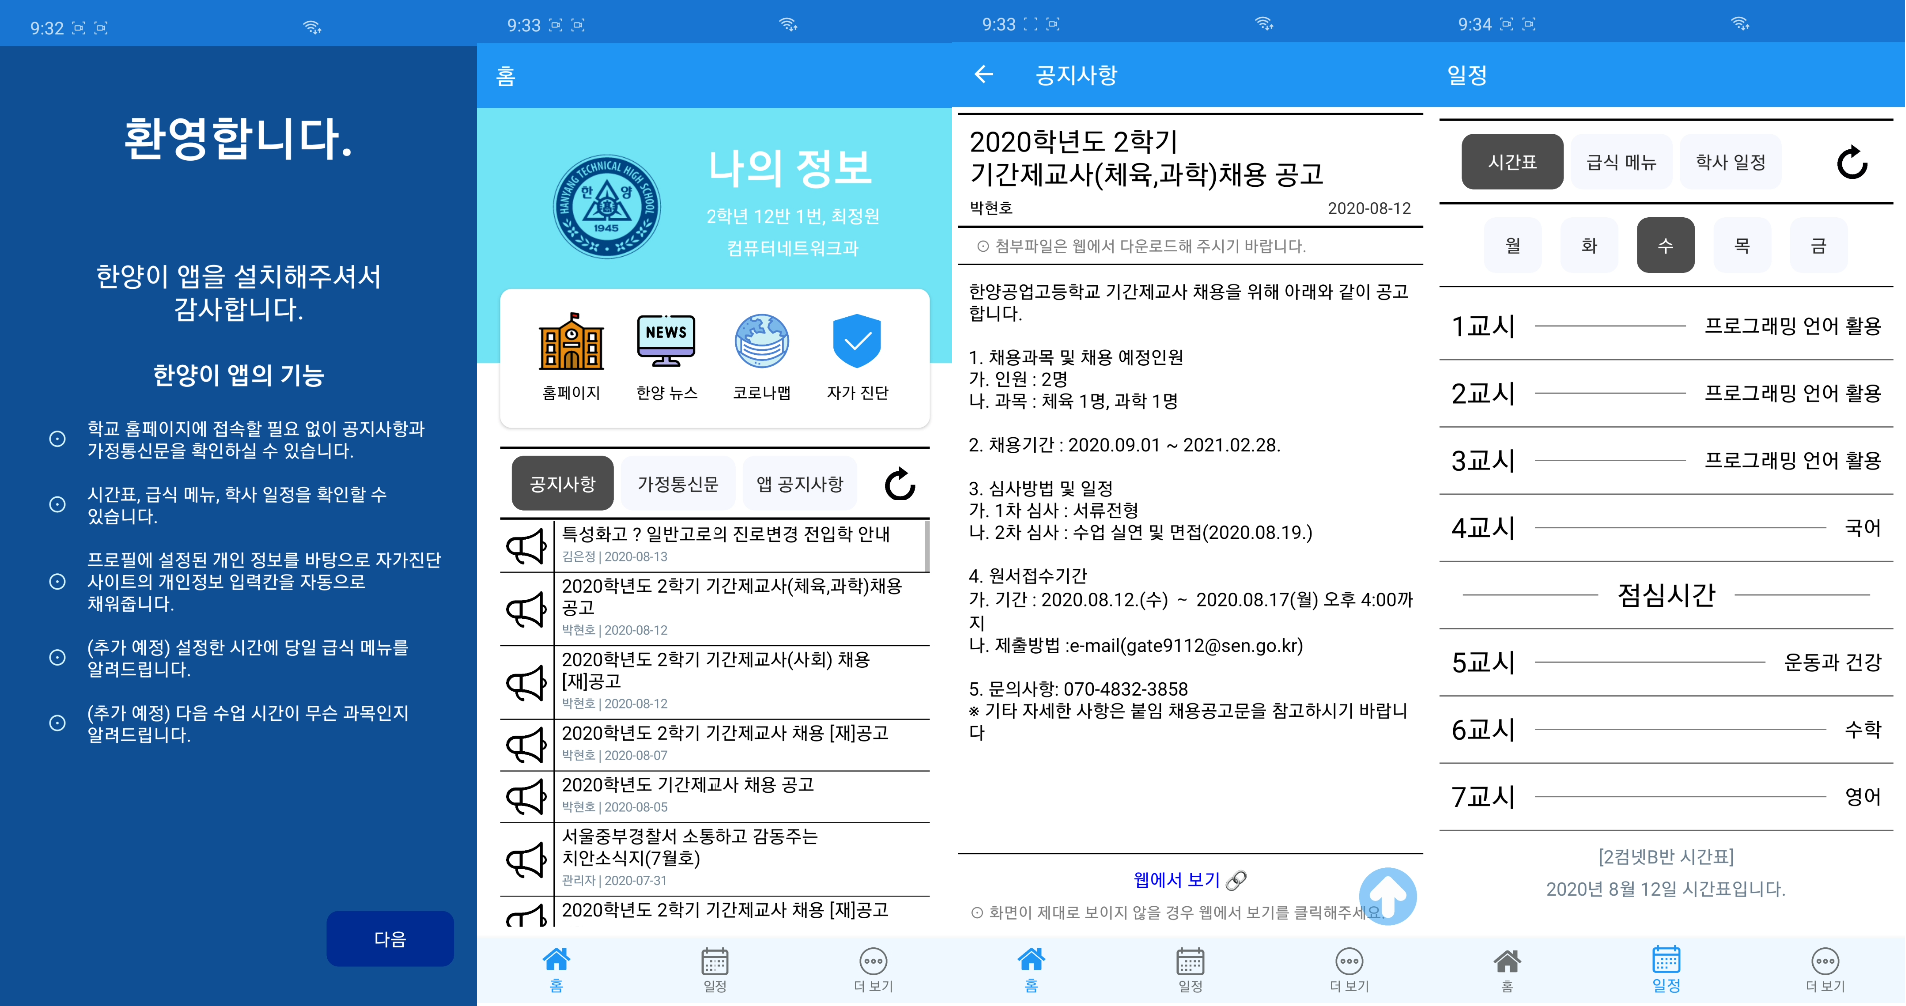 9:32
환영합니다.
한양이 앱을 설치해주셔서
감사합니다.
한양이 앱의 기능
학교 홈페이지에 접속할 필요 없이 공지사항과
가정통신문을 확인하실 수 있습니다.
시간표, 급식 메뉴, 학사 일정을 확인할 수
있습니다.
프로필에 설정된 개인 정보를 바탕으로 자가진단
사이트의 개인정보 입력칸을 자동으로
채워줍니다.
(추가 예정) 설정한 시간에 당일 급식 메뉴를
알려드립니다.
(추가 예정) 다음 수업 시간이 무슨 과목인지
알려드립니다.
다음
9:33
홈
HANYANG TECHNICAL HIGH SCHOOL
한 양
1945
나의 정보
2학년 12반 1번, 최정원
컴퓨터네트워크과
NEWS
홈페이지 한양 뉴스 코로나맵 자가 진단
공지사항 가정통신문 앱 공지사항
특성화고 ? 일반고로의 진로변경 전입학 안내
김은정 | 2020-08-13
2020학년도 2학기 기간제교사(체육,과학)채용
공고
박현호 | 2020-08-12
2020학년도 2학기 기간제교사(사회) 채용
[재]공고
박현호 | 2020-08-12
2020학년도 2학기 기간제교사 채용 [재]공고
박현호 | 2020-08-07
2020학년도 기간제교사 채용 공고
박현호 | 2020-08-05
서울중부경찰서 소통하고 감동주는
치안소식지(7월호)
관리자 | 2020-07-31
2020학년도 2학기 기간제교사 채용 [재]공고
홈 일정 더 보기
9:33
공지사항
2020학년도 2학기
기간제교사(체육,과학)채용 공고
박현호 2020-08-12
⊙ 첨부파일은 웹에서 다운로드해 주시기 바랍니다.
한양공업고등학교 기간제교사 채용을 위해 아래와 같이 공고
합니다.
1. 채용과목 및 채용 예정인원
가. 인원 : 2명
나. 과목 : 체육 1명, 과학 1명
2. 채용기간 : 2020.09.01 ~ 2021.02.28.
3. 심사방법 및 일정
가. 1차 심사 : 서류전형
나. 2차 심사 : 수업 실연 및 면접(2020.08.19.)
4. 원서접수기간
가. 기간 : 2020.08.12.(수) ~ 2020.08.17(월) 오후 4:00까
지
나. 제출방법 :e-mail(gate9112@sen.go.kr)
5. 문의사항: 070-4832-3858
※ 기타 자세한 사항은 붙임 채용공고문을 참고하시기 바랍니
다
웹에서 보기
⊙ 화면이 제대로 보이지 않을 경우 웹에서 보기를 클릭해주세요.
홈 일정 더 보기
9:34
일정
시간표 급식 메뉴 학사 일정
월 화 수 목 금
1교시 프로그래밍 언어 활용
2교시 프로그래밍 언어 활용
3교시 프로그래밍 언어 활용
4교시 국어
점심시간
5교시 운동과 건강
6교시 수학
7교시 영어
[2컴넷B반 시간표]
2020년 8월 12일 시간표입니다.
홈 일정 더 보기